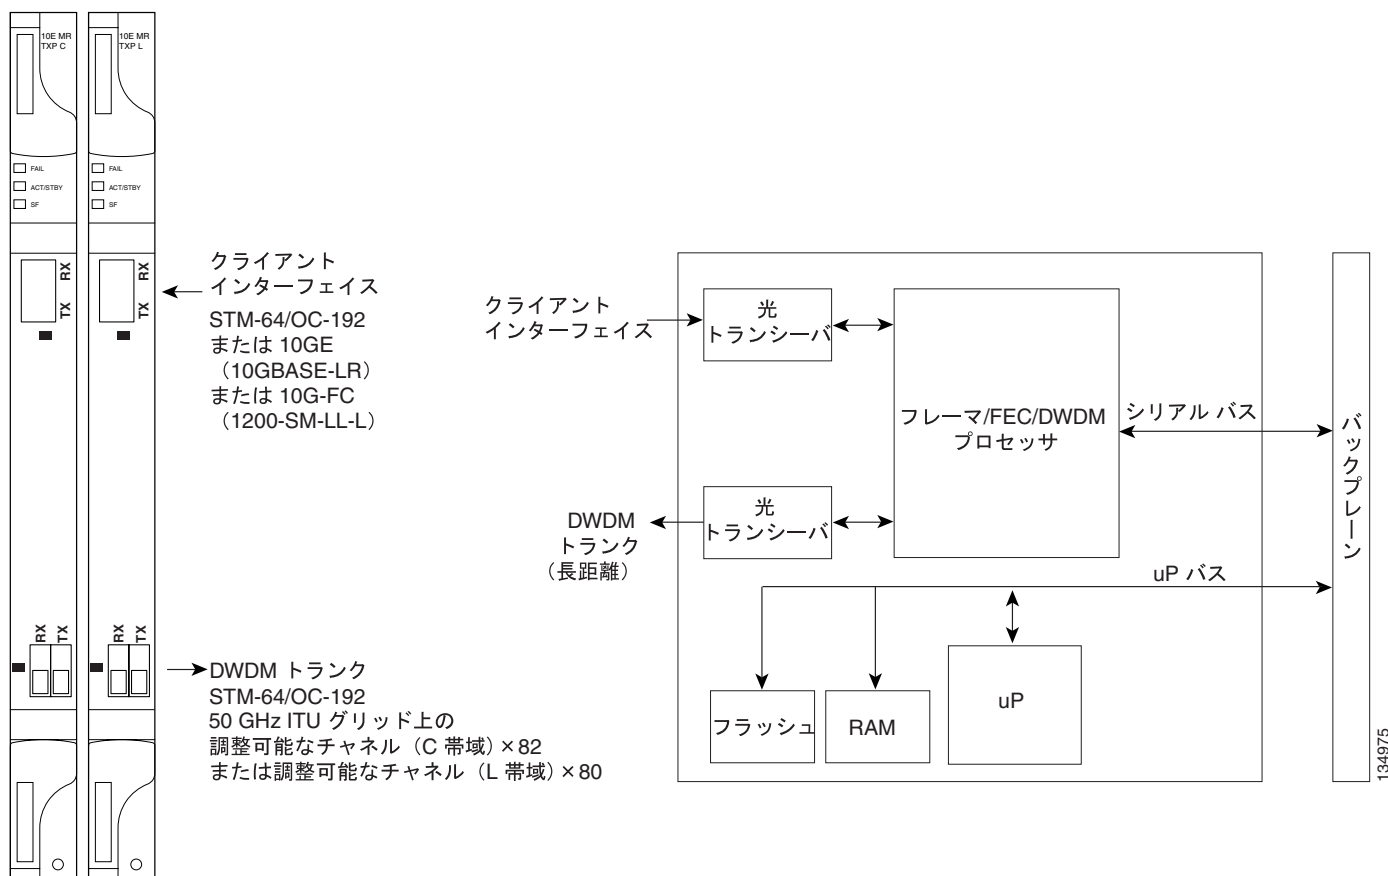 10E MR
TXP C
10E MR
TXP L
FAIL
ACT/STBY
SF
FAIL
ACT/STBY
SF
RX
TX
RX
TX
クライアント
インターフェイス
STM-64/OC-192
または 10GE
（10GBASE-LR）
または 10G-FC
（1200-SM-LL-L）
RX
TX
RX
TX
DWDM トランク
STM-64/OC-192
50 GHz ITU グリッド上の
調整可能なチャネル（C 帯域）×82
または調整可能なチャネル（L 帯域）×80
クライアント
インターフェイス
光
トランシーバ
フレーマ/FEC/DWDM
プロセッサ
シリアル バス
バックプレーン
DWDM
トランク
（長距離）
光
トランシーバ
uP バス
フラッシュ
RAM
uP
134975